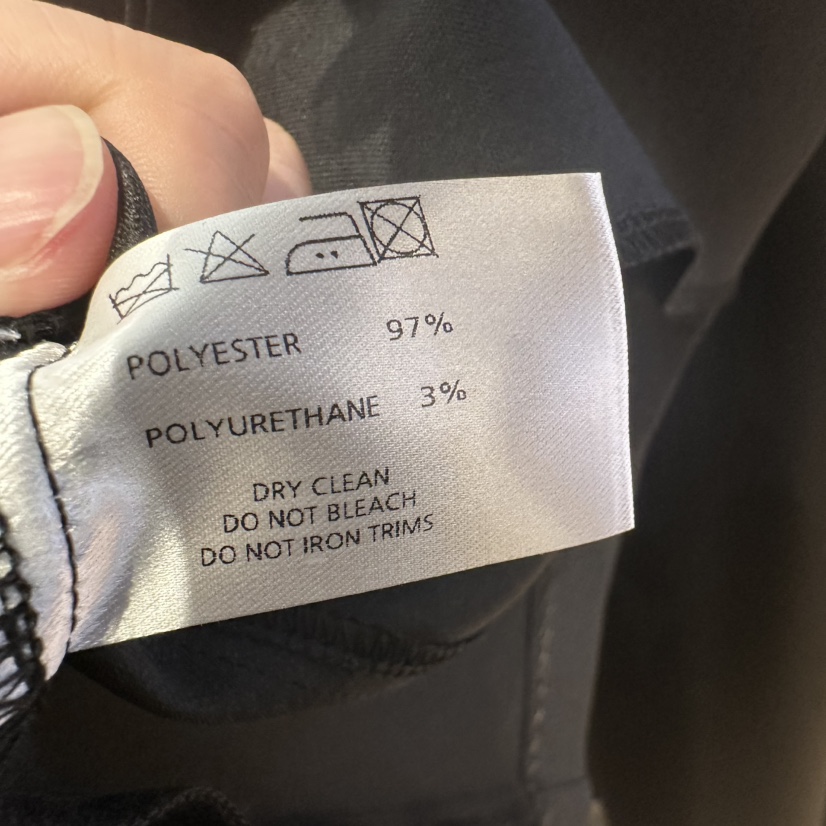 POLYESTER 97%
POLYURETHANE 3%
DRY CLEAN
DO NOT BLEACH
DO NOT IRON TRIMS